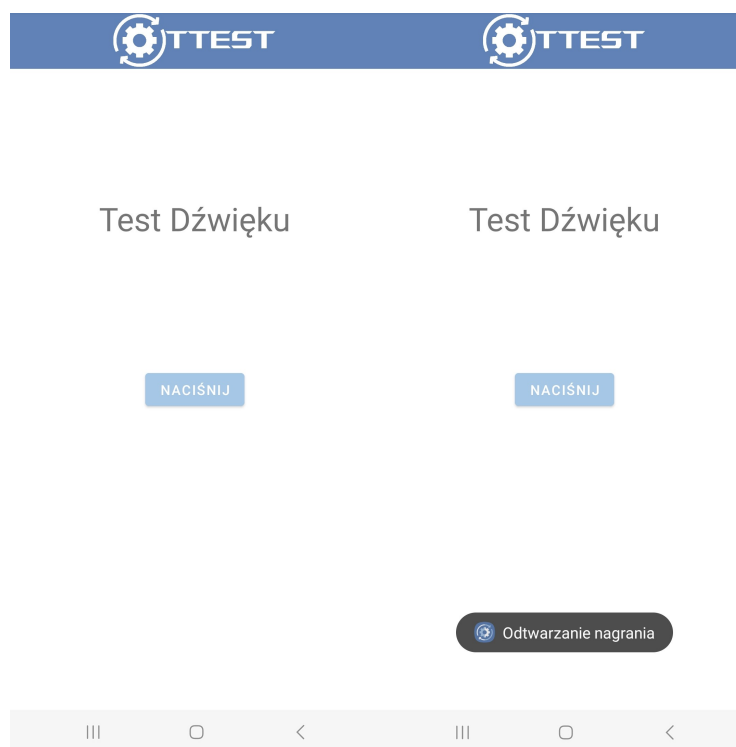 TTEST
Test Dźwięku
NACIŚNIJ
TTEST
Test Dźwięku
NACIŚNIJ
Odtwarzanie nagrania